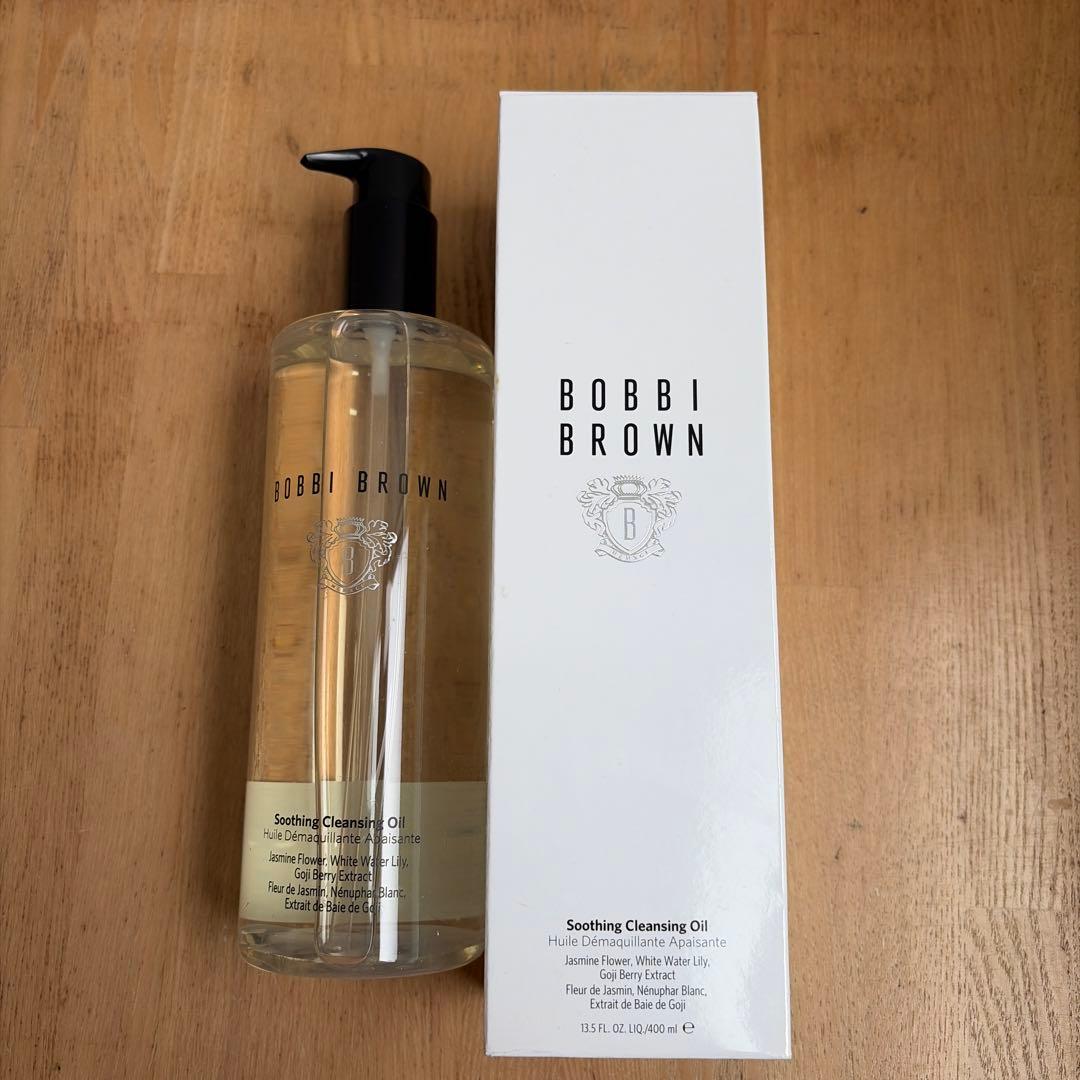 BOBBI BROWN
B
Soothing Cleansing Oil
Huile Démaquillante Apaisante
Jasmine Flower, White Water Lily,
Goji Berry Extract
Fleur de Jasmin, Nénuphar Blanc,
Extrait de Baie de Goji
BOBBI
BROWN
B
Soothing Cleansing Oil
Huile Démaquillante Apaisante
Jasmine Flower, White Water Lily,
Goji Berry Extract
Fleur de Jasmin, Nénuphar Blanc,
Extrait de Baie de Goji
13.5 FL. OZ. LIQ./400 ml ℮